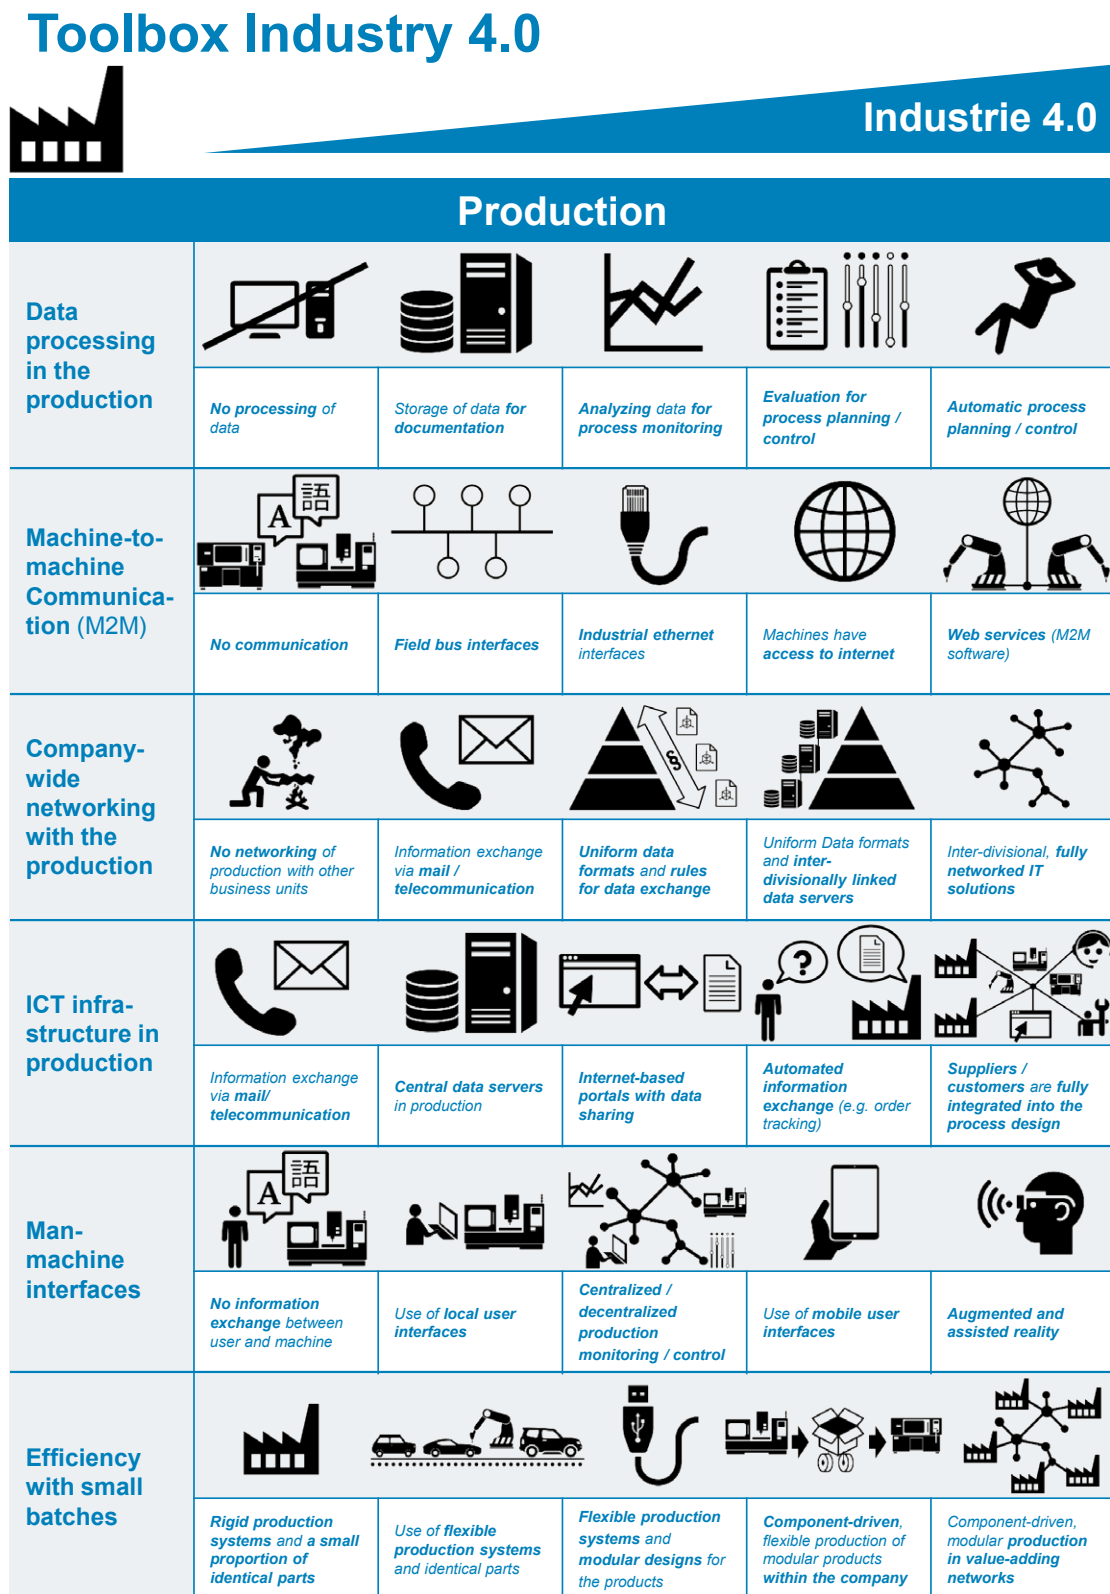 Toolbox Industry 4.0
Industrie 4.0
Production
Data
processing
in the
production
No processing of
data
Storage of data for
documentation
Analyzing data for
process monitoring
Evaluation for
process planning /
control
Automatic process
planning / control
Machine-to-
machine
Communica-
tion (M2M)
A
語
No communication
Field bus interfaces
Industrial ethernet
interfaces
Machines have
access to internet
Web services (M2M
software)
Company-
wide
networking
with the
production
§
No networking of
production with other
business units
Information exchange
via mail /
telecommunication
Uniform data
formats and rules
for data exchange
Uniform Data formats
and inter-
divisionally linked
data servers
Inter-divisional, fully
networked IT
solutions
ICT infra-
structure in
production
?
Information exchange
via mail/
telecommunication
Central data servers
in production
Internet-based
portals with data
sharing
Automated
information
exchange (e.g. order
tracking)
Suppliers /
customers are fully
integrated into the
process design
Man-
machine
interfaces
A
語
No information
exchange between
user and machine
Use of local user
interfaces
Centralized /
decentralized
production
monitoring / control
Use of mobile user
interfaces
Augmented and
assisted reality
Efficiency
with small
batches
Rigid production
systems and a small
proportion of
identical parts
Use of flexible
production systems
and identical parts
Flexible production
systems and
modular designs for
the products
Component-driven,
flexible production of
modular products
within the company
Component-driven,
modular production
in value-adding
networks